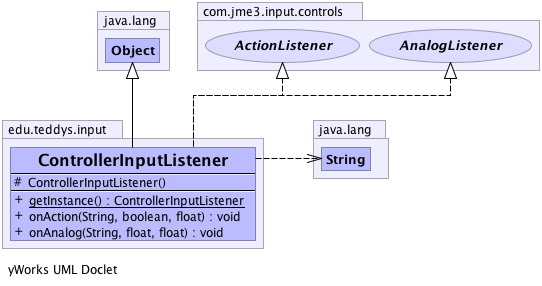 java.lang
Object
com.jme3.input.controls
ActionListener
AnalogListener
edu.teddys.input
ControllerInputListener
# ControllerInputListener()
+ getInstance() : ControllerInputListener
+ onAction(String, boolean, float) : void
+ onAnalog(String, float, float) : void
java.lang
String
yWorks UML Doclet